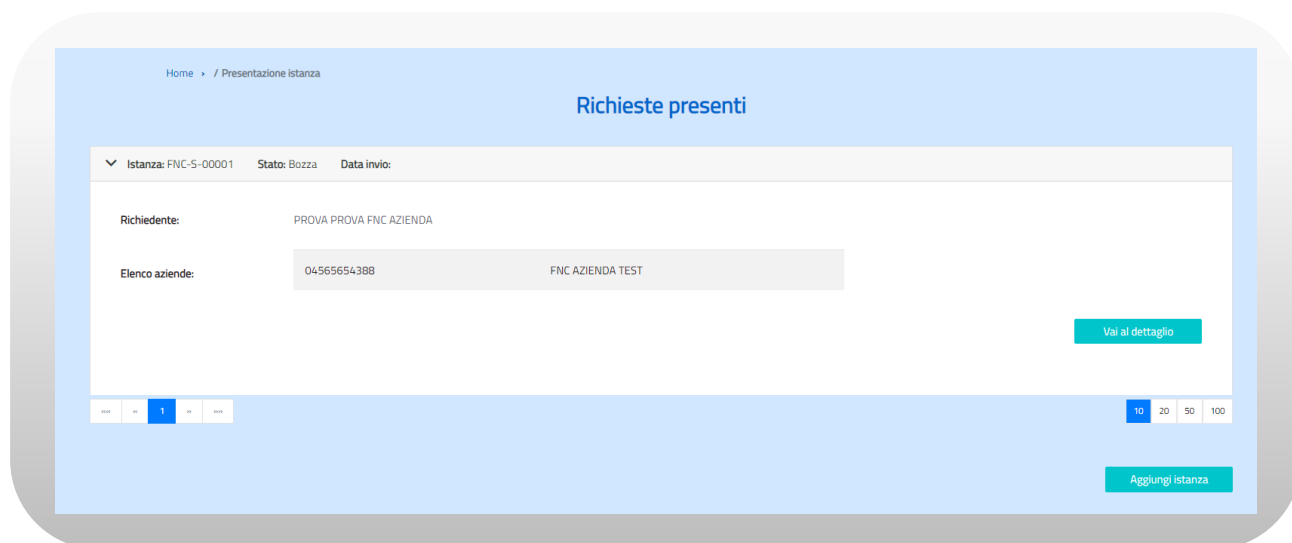 Home › / Presentazione istanza
Richieste presenti
Istanza: FNC-S-00001 Stato: Bozza Data invio:
Richiedente: PROVA PROVA FNC AZIENDA
Elenco aziende: 04565654388 FNC AZIENDA TEST
Vai al dettaglio
«« « 1 » »» 10 20 50 100
Aggiungi istanza